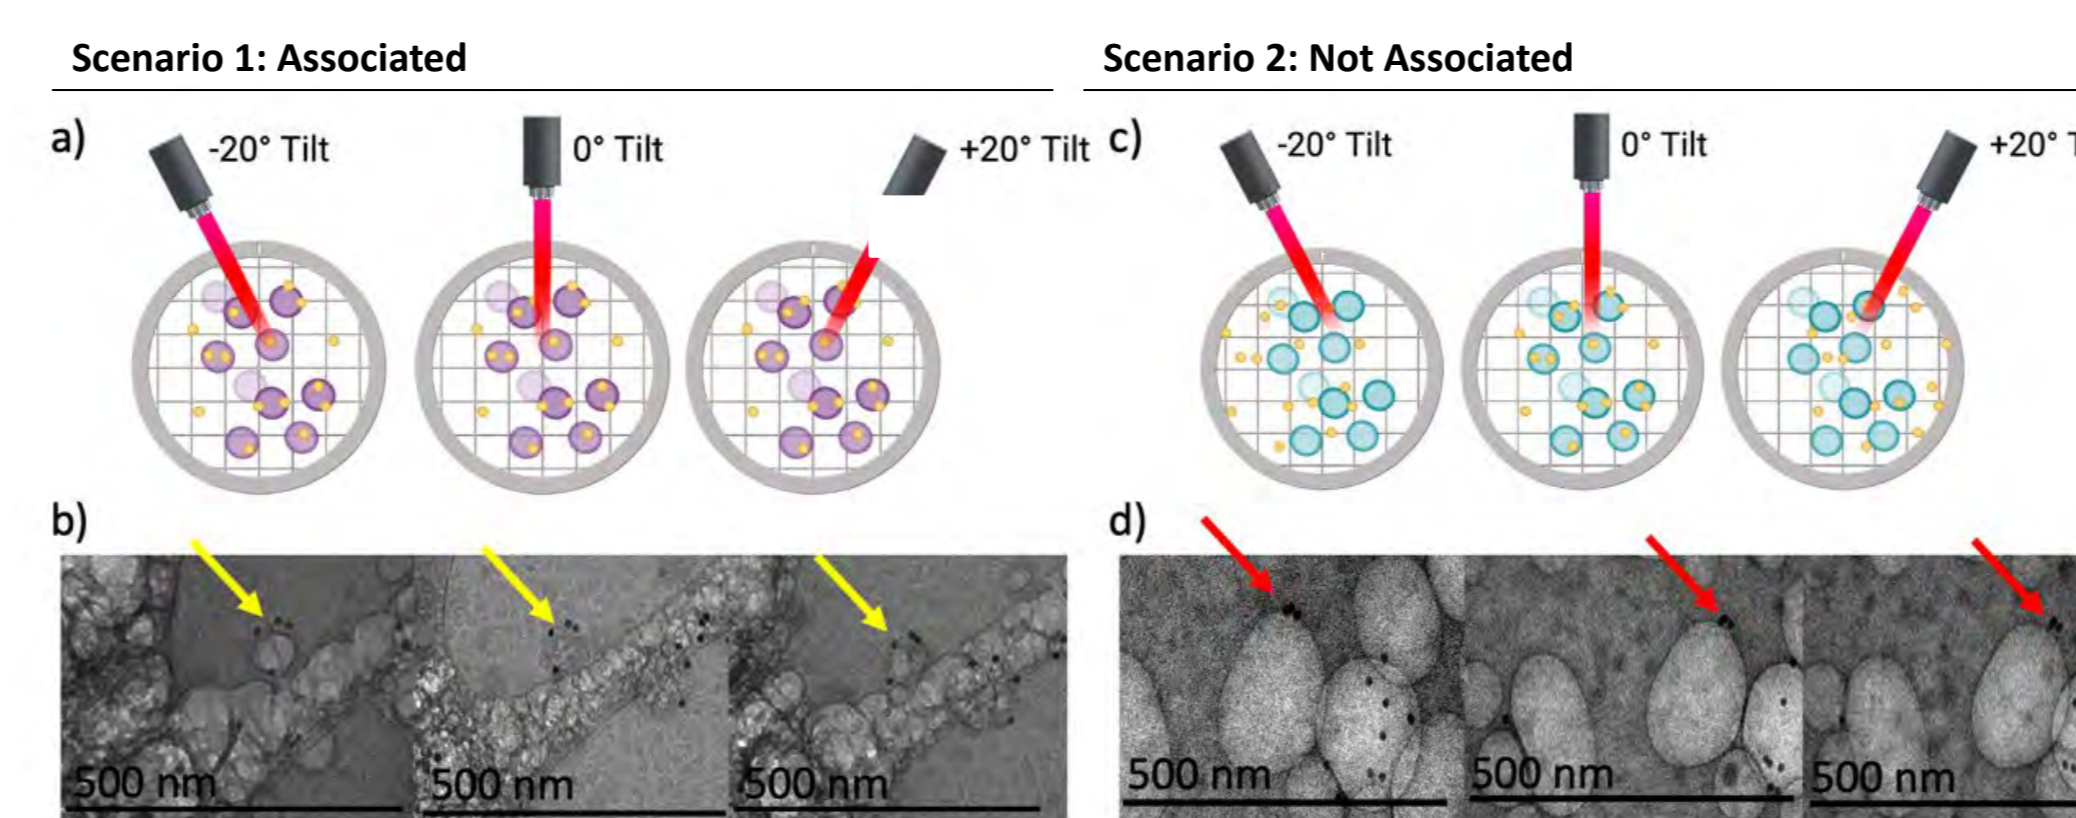 Scenario 1: Associated
Scenario 2: Not Associated
a)
-20° Tilt
0° Tilt
+20° Tilt
c)
-20° Tilt
0° Tilt
+20°
b)
d)
500 nm
500 nm
500 nm
500 nm
500 nm
500 nm